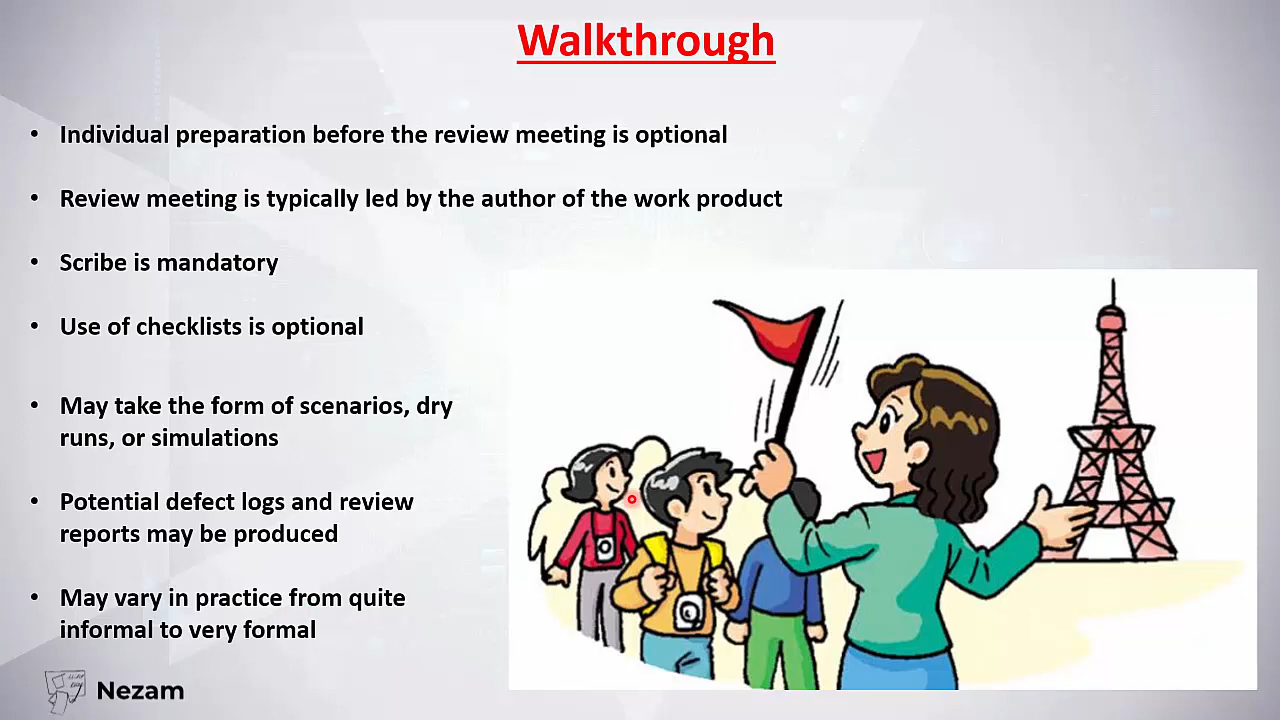 Walkthrough
• Individual preparation before the review meeting is optional
• Review meeting is typically led by the author of the work product
• Scribe is mandatory
• Use of checklists is optional
• May take the form of scenarios, dry
runs, or simulations
• Potential defect logs and review
reports may be produced
• May vary in practice from quite
informal to very formal
Nezam